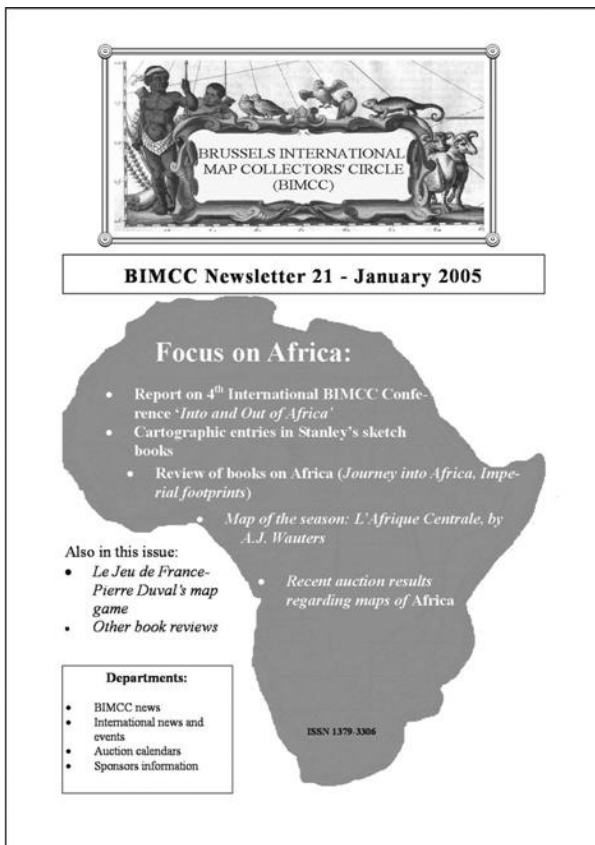 BRUSSELS INTERNATIONAL
MAP COLLECTORS' CIRCLE
(BIMCC)
BIMCC Newsletter 21 - January 2005
Focus on Africa:
• Report on 4th International BIMCC Confe-
rence ‘Into and Out of Africa’
• Cartographic entries in Stanley’s sketch
books
• Review of books on Africa (Journey into Africa, Impe-
rial footprints)
• Map of the season: L’Afrique Centrale, by
A.J. Wauters
• Recent auction results
regarding maps of Africa
Also in this issue:
• Le Jeu de France-
Pierre Duval’s map
game
• Other book reviews
Departments:
• BIMCC news
• International news and
events
• Auction calendars
• Sponsors information
ISSN 1379-3306